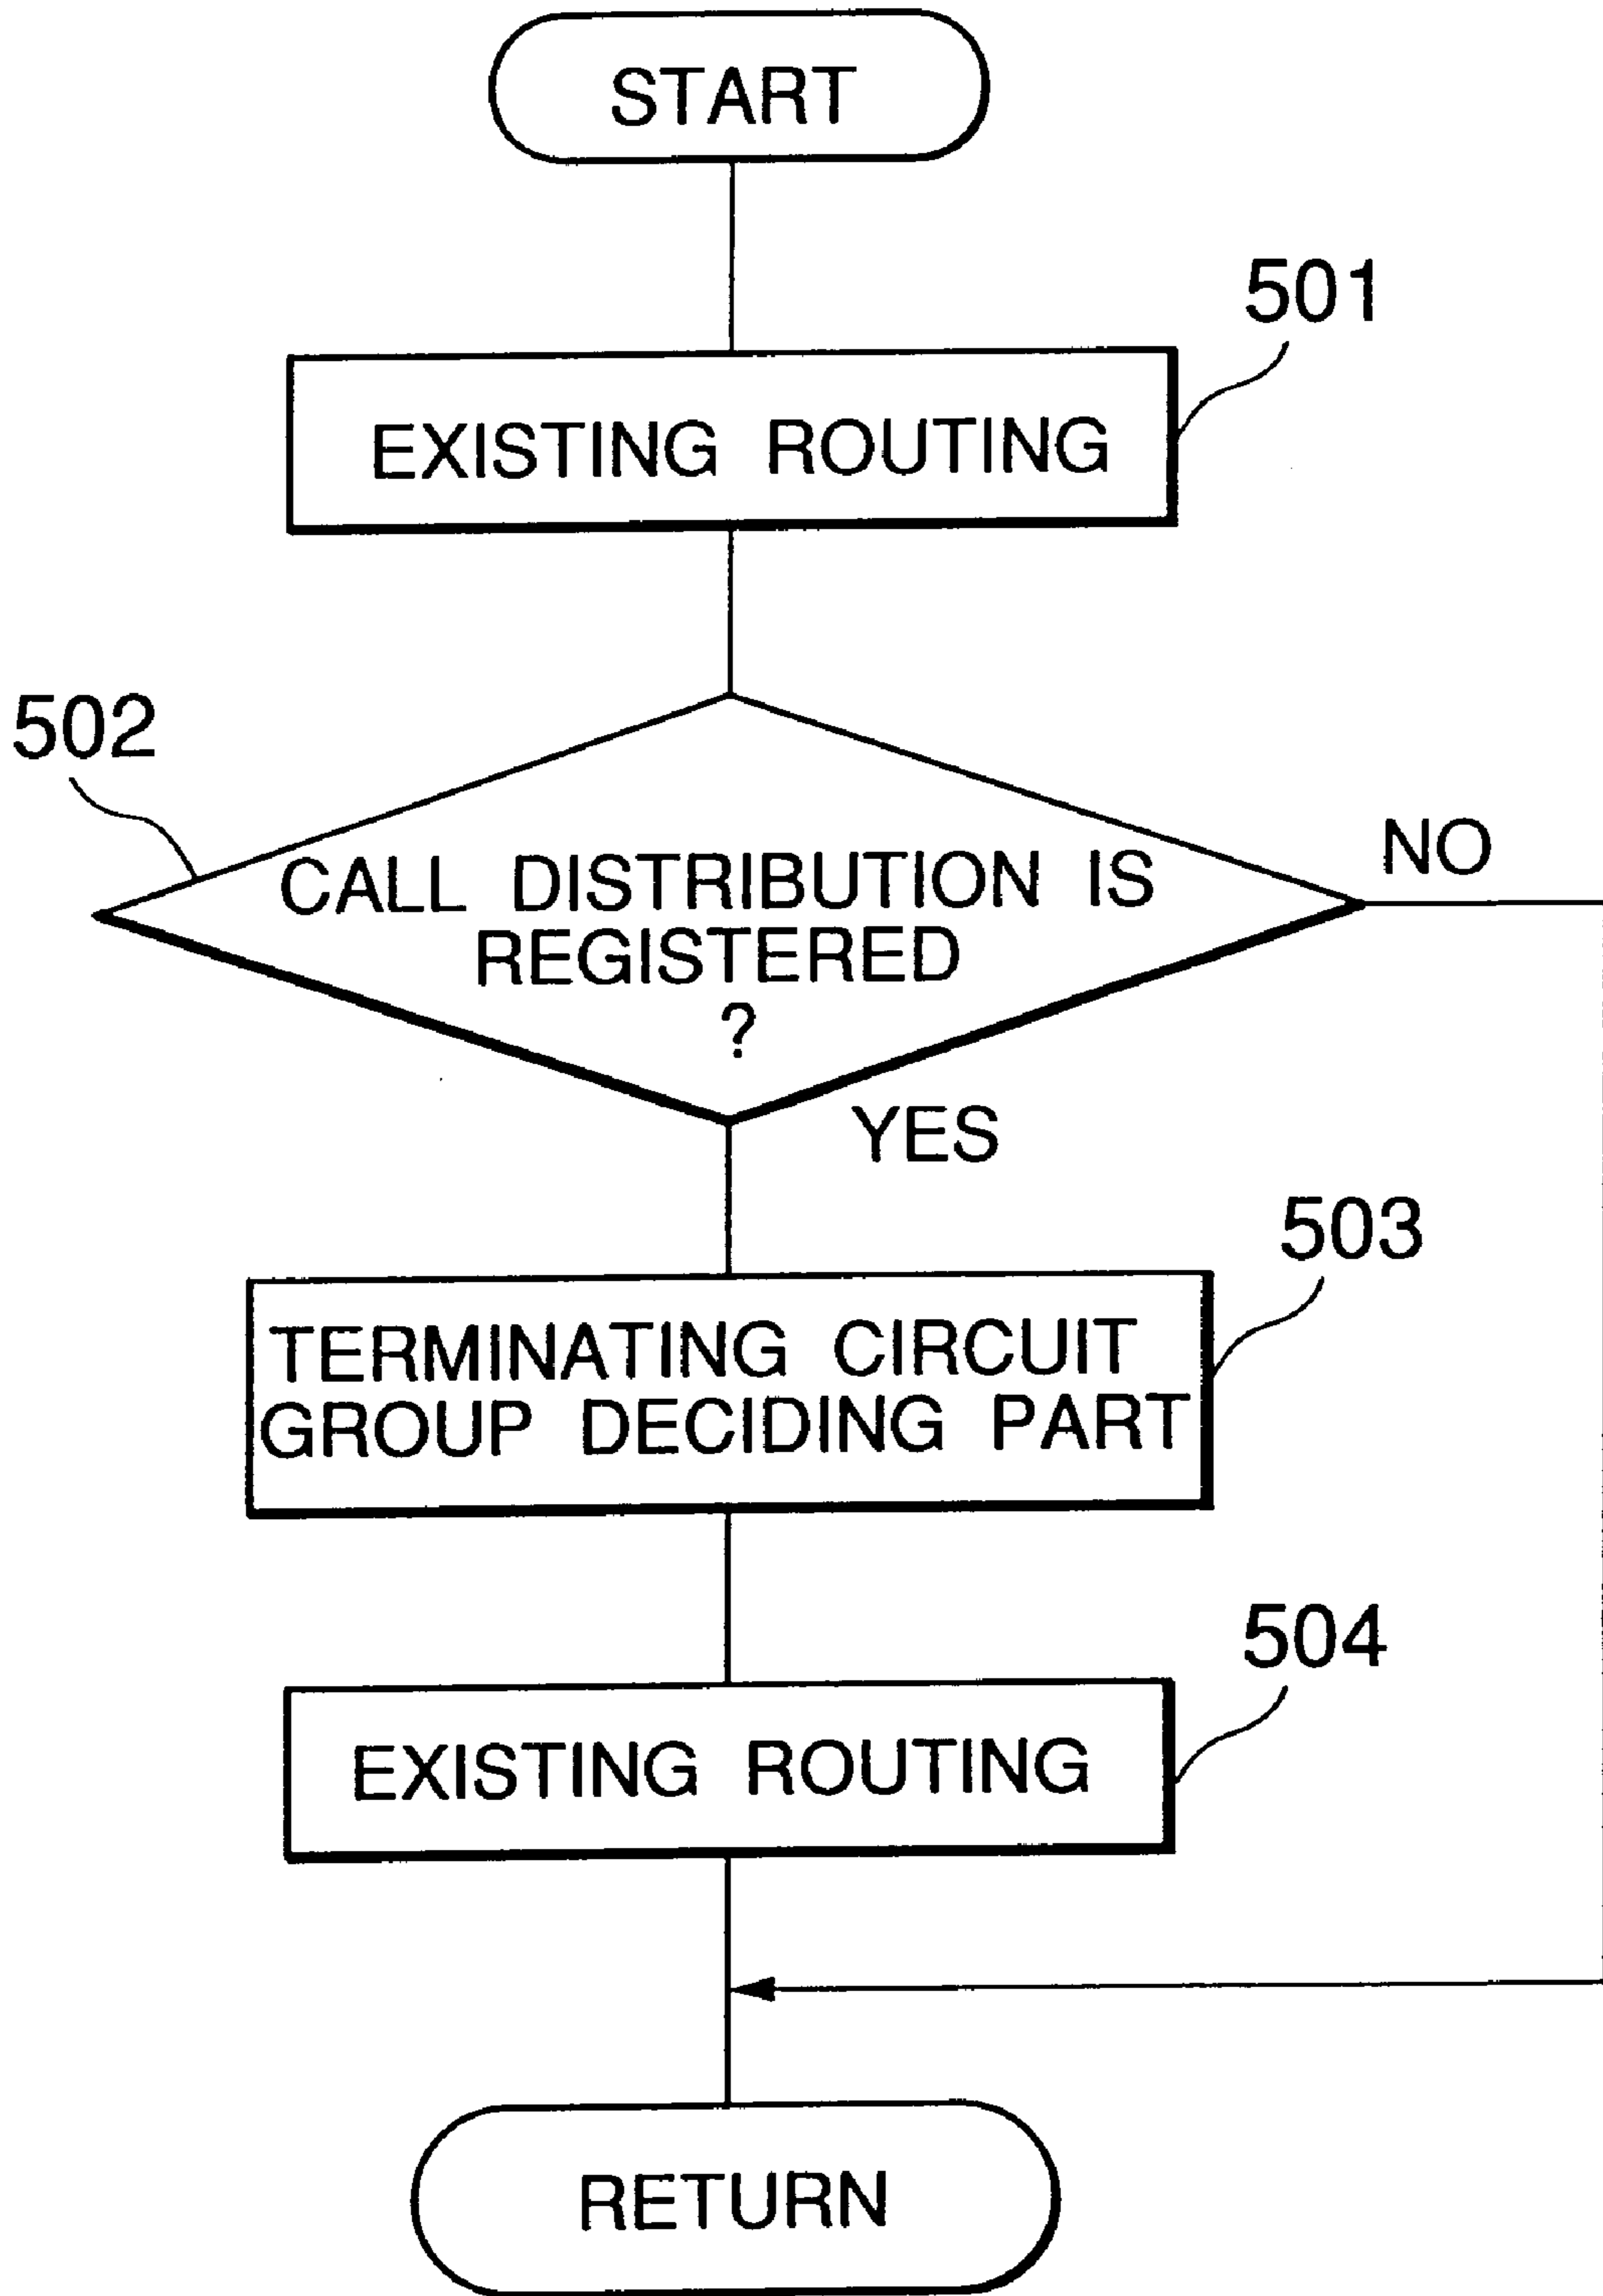 START
501
EXISTING ROUTING
502
CALL DISTRIBUTION IS
REGISTERED
?
NO
YES
503
TERMINATING CIRCUIT
GROUP DECIDING PART
504
EXISTING ROUTING
RETURN